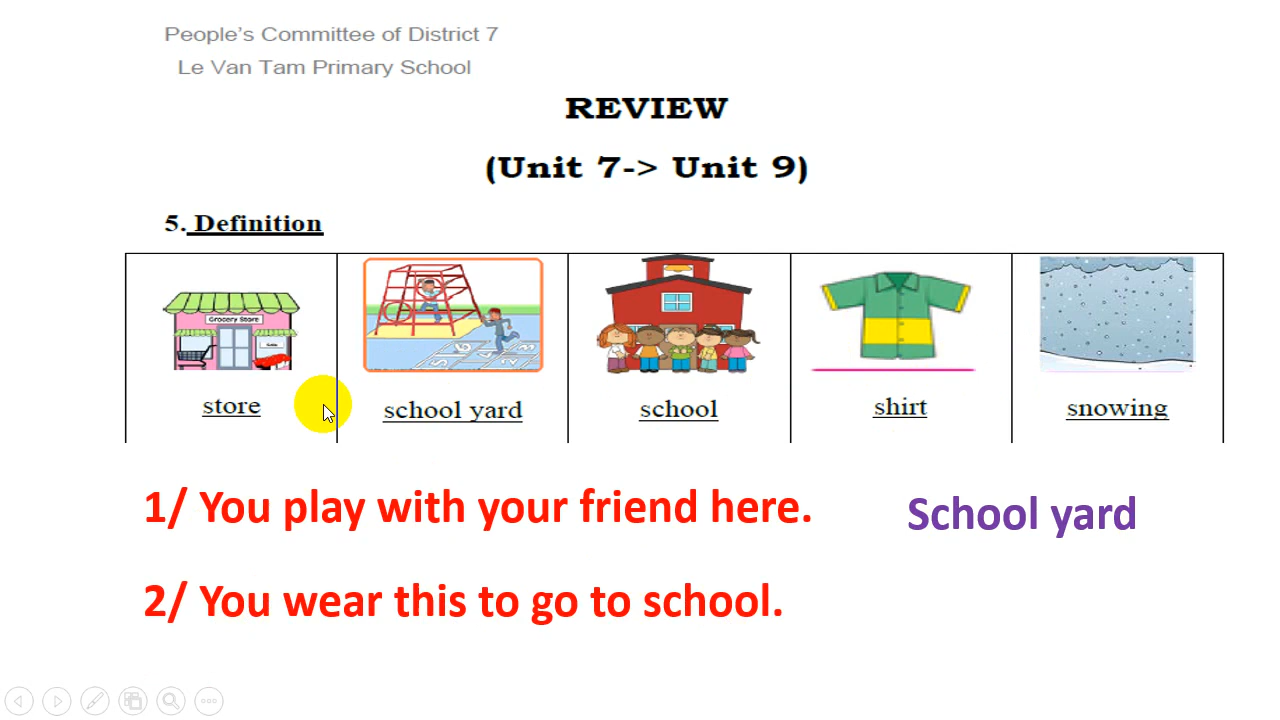 People's Committee of District 7
Le Van Tam Primary School
REVIEW
(Unit 7-> Unit 9)
5. Definition
Grocery Store
store
school yard
school
shirt
snowing
1/ You play with your friend here.
School yard
2/ You wear this to go to school.